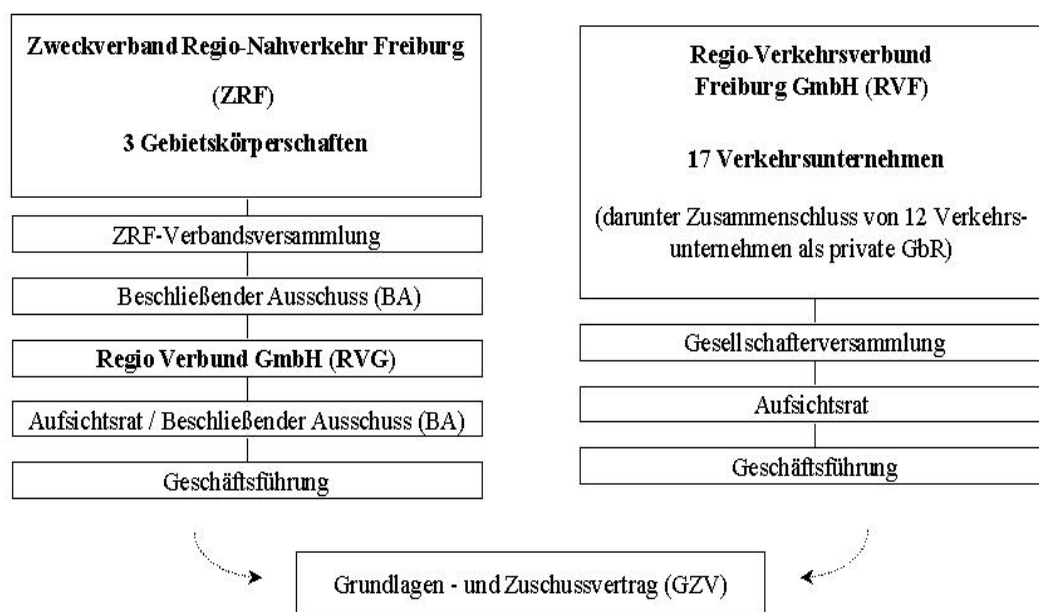 Zweckverband Regio-Nahverkehr Freiburg
(ZRF)
3 Gebietskörperschaften
ZRF-Verbandsversammlung
Beschließender Ausschuss (BA)
Regio Verbund GmbH (RVG)
Aufsichtsrat / Beschließender Ausschuss (BA)
Geschäftsführung
Regio-Verkehrsverbund
Freiburg GmbH (RVF)
17 Verkehrsunternehmen
(darunter Zusammenschluss von 12 Verkehrs-
unternehmen als private GbR)
Gesellschafterversammlung
Aufsichtsrat
Geschäftsführung
Grundlagen - und Zuschussvertrag (GZV)